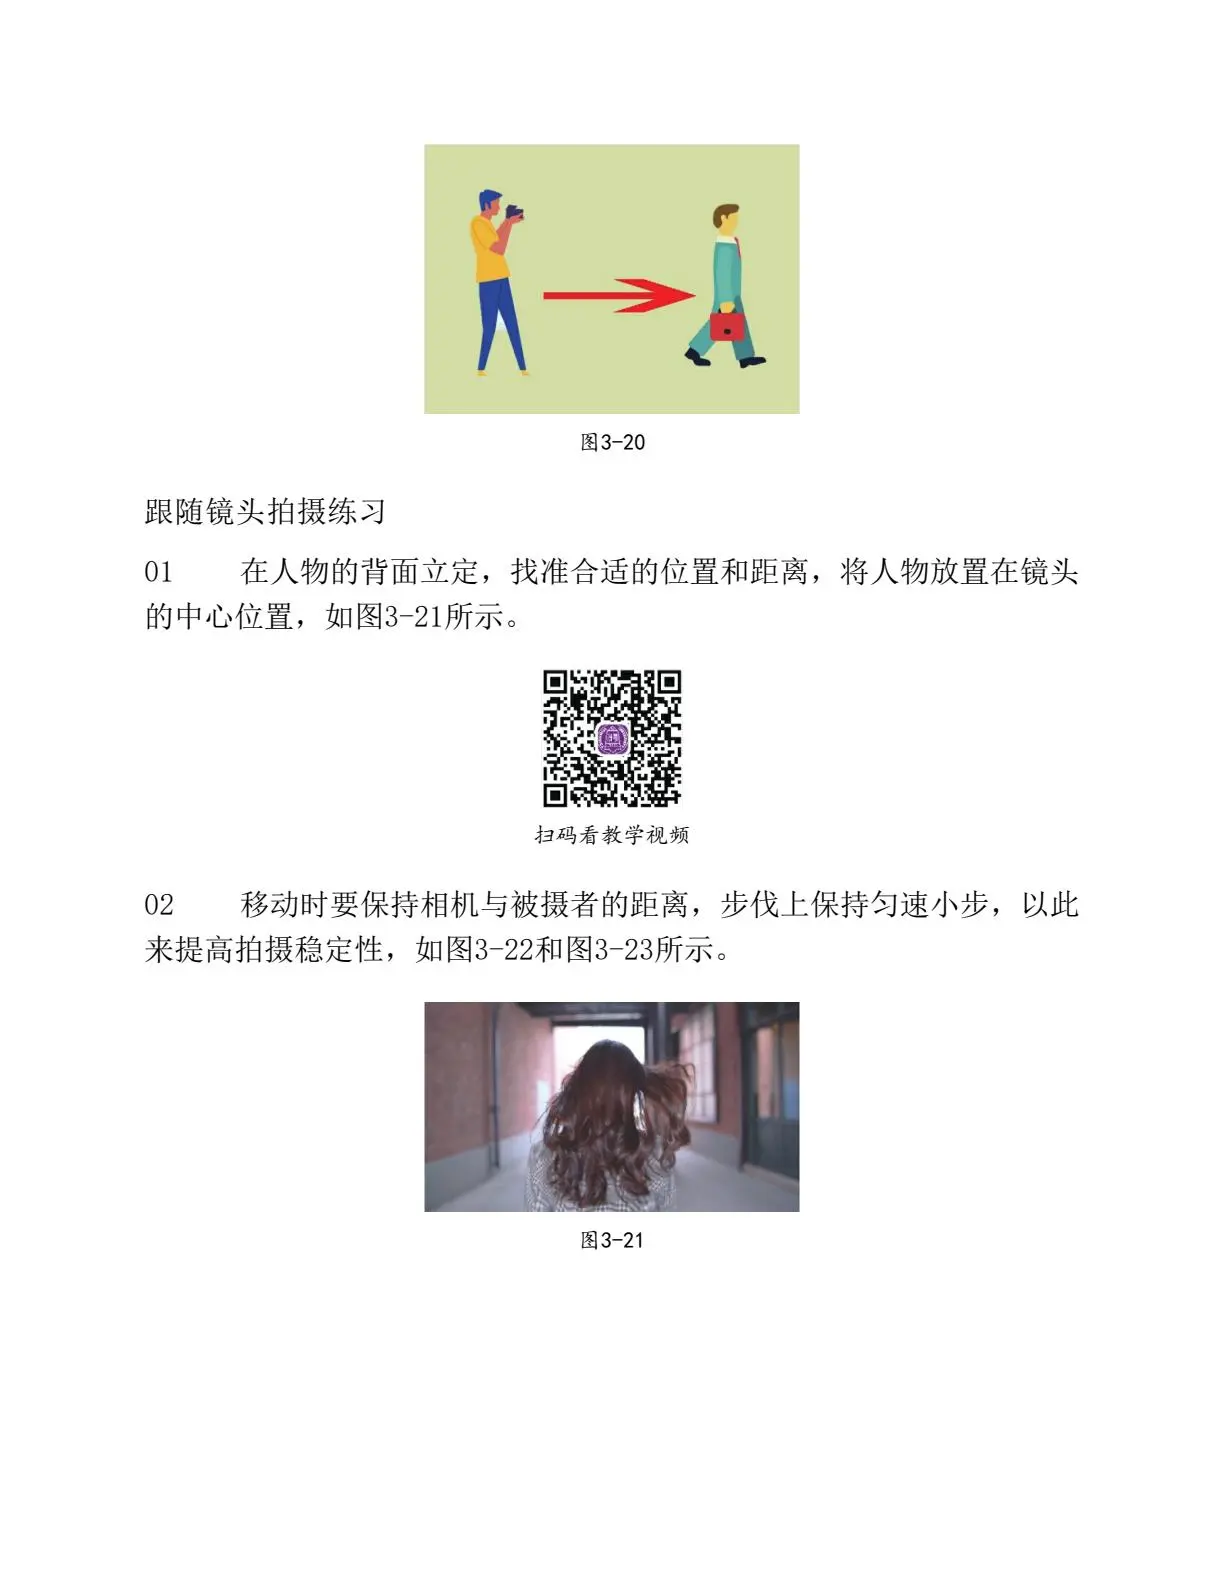 图3-20
跟随镜头拍摄练习
01 在人物的背面立定，找准合适的位置和距离，将人物放置在镜头
的中心位置，如图3-21所示。
扫码看教学视频
02 移动时要保持相机与被摄者的距离，步伐上保持匀速小步，以此
来提高拍摄稳定性，如图3-22和图3-23所示。
图3-21